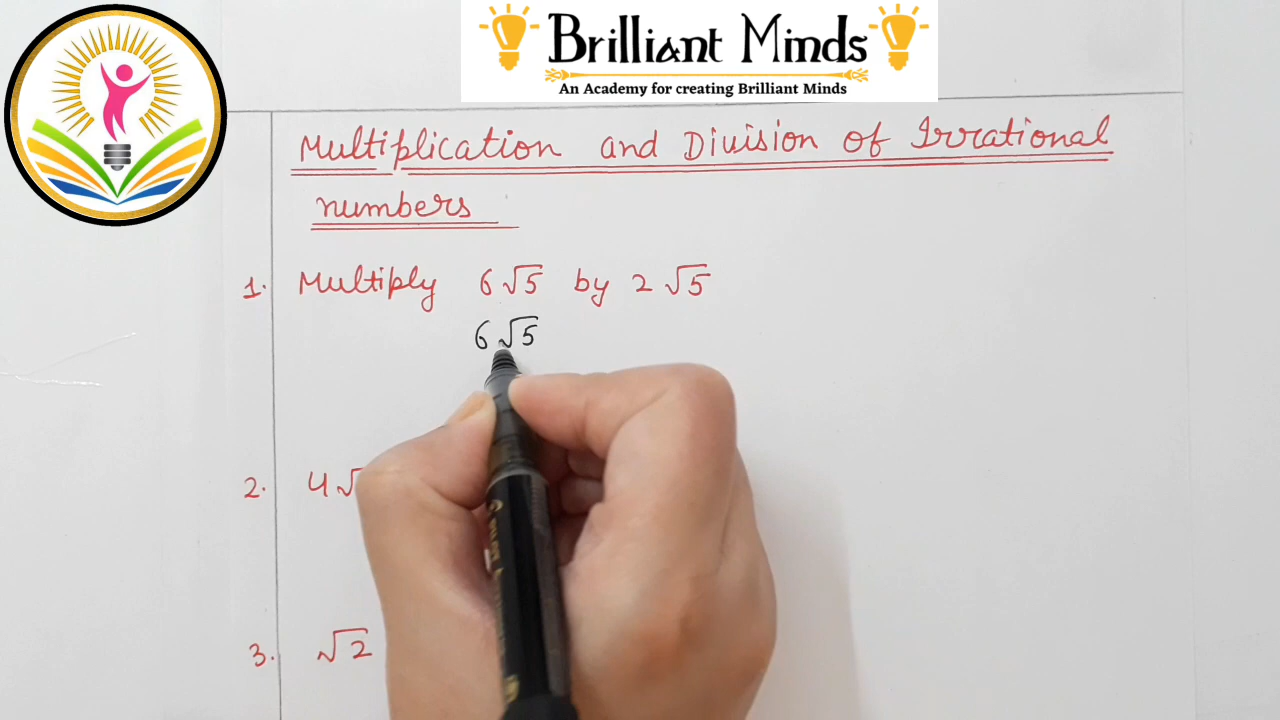 Brilliant Minds
An Academy for creating Brilliant Minds
Multiplication and Division of Irrational
numbers
1. Multiply 6√5 by 2√5
6√5
2. 4√
3. √2